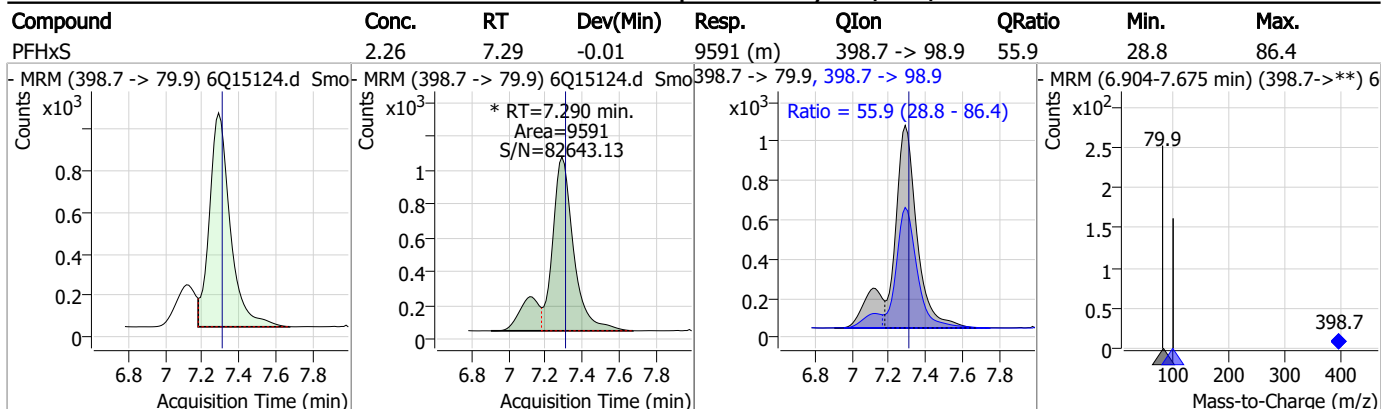 Compound Conc. RT Dev(Min) Resp. QIon QRatio Min. Max.
PFHxS 2.26 7.29 -0.01 9591 (m) 398.7 -> 98.9 55.9 28.8 86.4
- MRM (398.7 -> 79.9) 6Q15124.d Smo
Counts
x10³
0.8
0.6
0.4
0.2
0
6.8 7 7.2 7.4 7.6 7.8
Acquisition Time (min)
- MRM (398.7 -> 79.9) 6Q15124.d Smo
Counts
x10³
* RT=7.290 min.
Area=9591
S/N=82643.13
1
0.8
0.6
0.4
0.2
0
6.8 7 7.2 7.4 7.6 7.8
Acquisition Time (min)
398.7 -> 79.9, 398.7 -> 98.9
x10³
Ratio = 55.9 (28.8 - 86.4)
1
0.8
0.6
0.4
0.2
0
6.8 7 7.2 7.4 7.6 7.8
Acquisition Time (min)
- MRM (6.904-7.675 min) (398.7->**) 6
Counts
x10²
79.9
2.5
2
1.5
1
0.5
0
398.7
100 200 300 400
Mass-to-Charge (m/z)